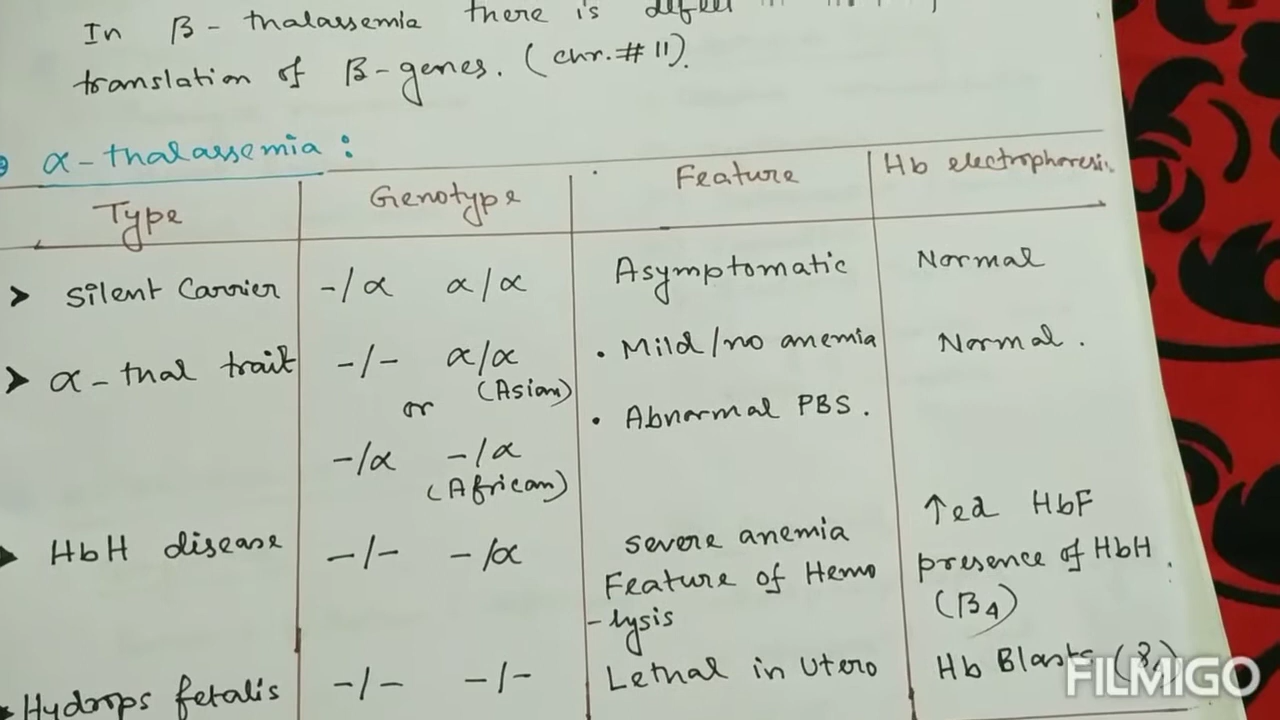 In β - thalassemia there is defect in
translation of β-genes. (chr. # 11).
α - thalassemia :
Type Genotype Feature Hb electrophoresis
➤ Silent Carrier -/α α/α Asymptomatic Normal
➤ α - thal trait -/- α/α (Asian) • Mild/no anemia Normal .
or • Abnormal PBS .
-/α -/α (African)
➤ HbH disease -/- -/α Severe anemia ↑ed HbF
Feature of Hemo presence of HbH .
-lysis (β4)
➤ Hydrops fetalis -/- -/- Lethal in Utero Hb Blasts
FILMIGO